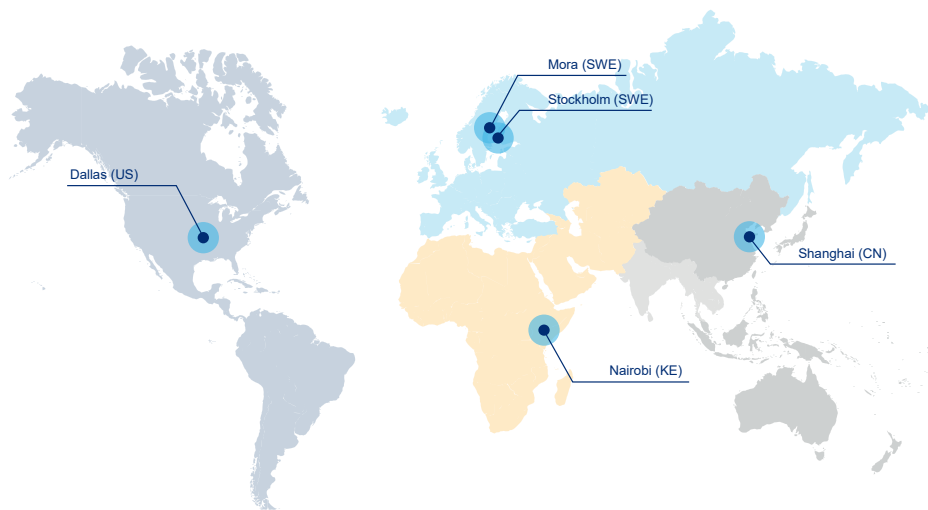 Mora (SWE)
Stockholm (SWE)
Dallas (US)
Shanghai (CN)
Nairobi (KE)